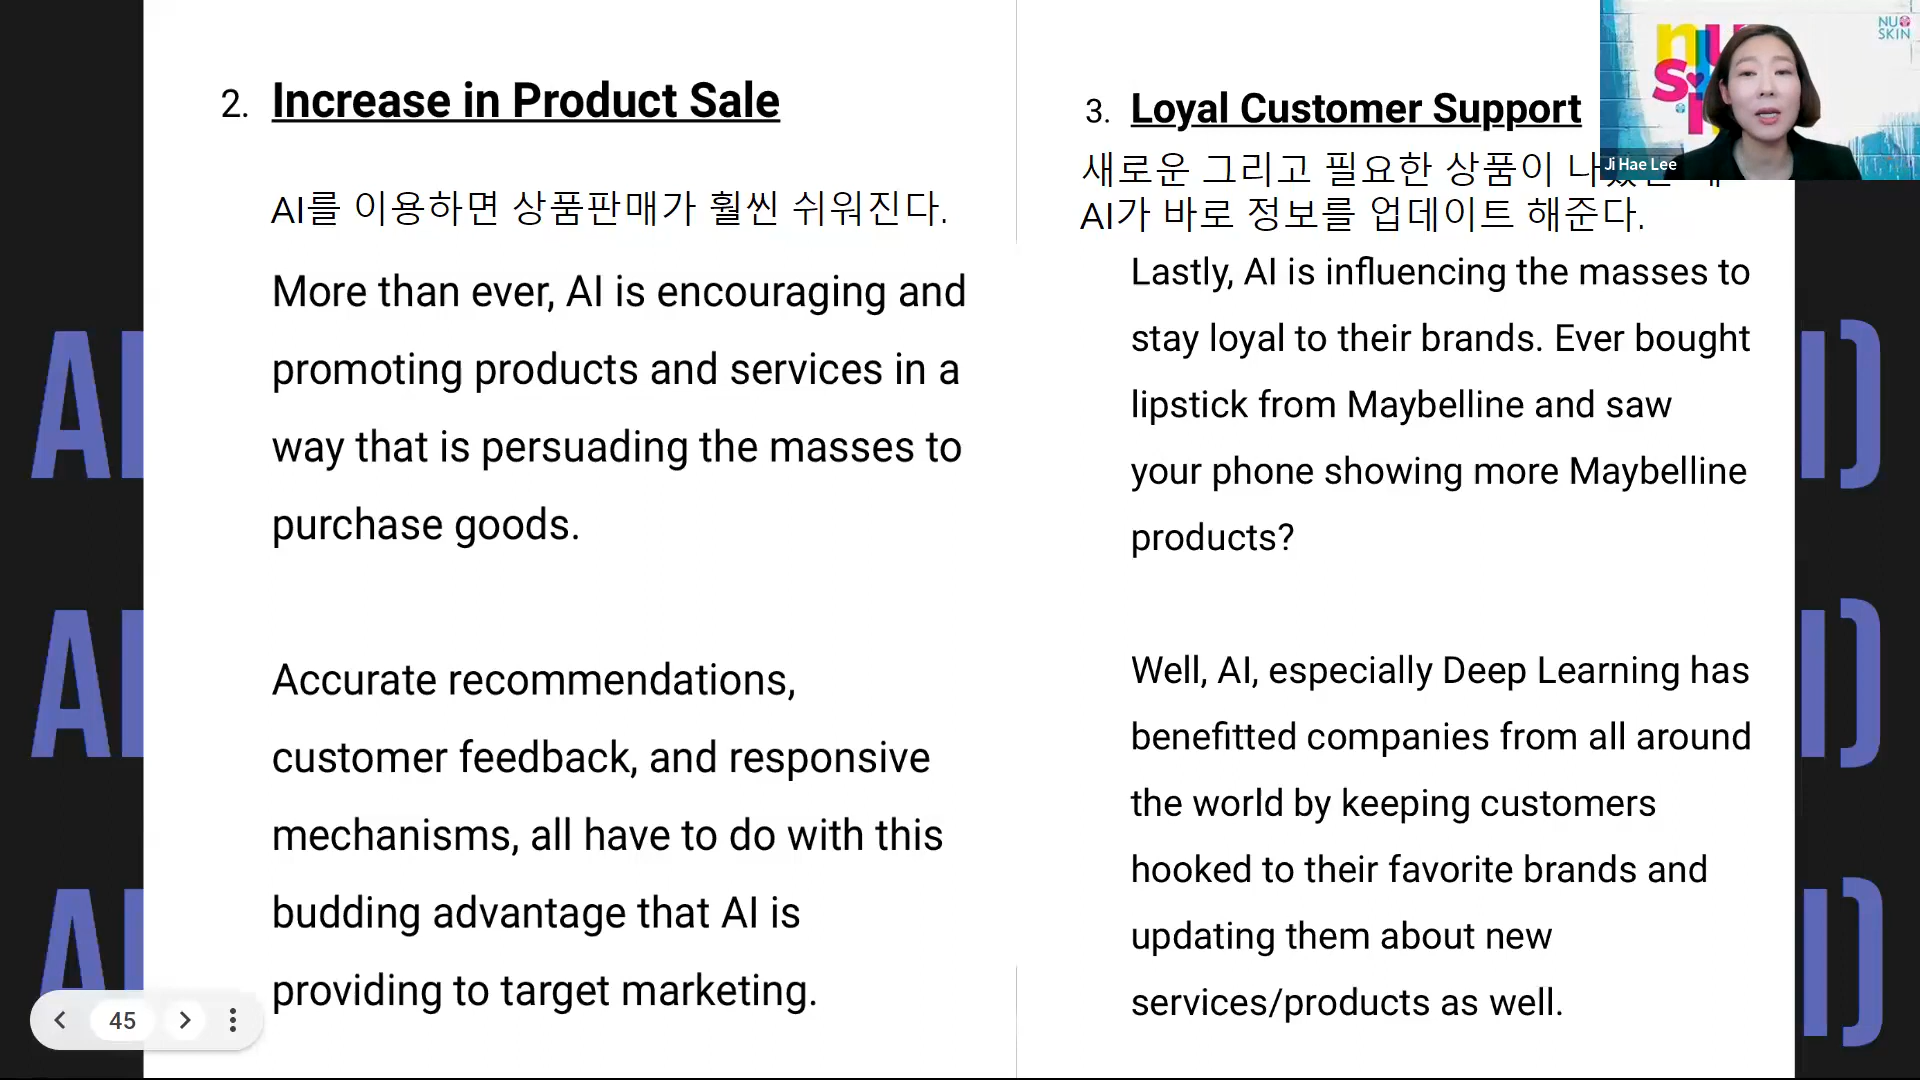 2. Increase in Product Sale
AI를 이용하면 상품판매가 훨씬 쉬워진다.
More than ever, AI is encouraging and
promoting products and services in a
way that is persuading the masses to
purchase goods.
Accurate recommendations,
customer feedback, and responsive
mechanisms, all have to do with this
budding advantage that AI is
providing to target marketing.
3. Loyal Customer Support
새로운 그리고 필요한 상품이
AI가 바로 정보를 업데이트 해준다.
Lastly, AI is influencing the masses to
stay loyal to their brands. Ever bought
lipstick from Maybelline and saw
your phone showing more Maybelline
products?
Well, AI, especially Deep Learning has
benefitted companies from all around
the world by keeping customers
hooked to their favorite brands and
updating them about new
services/products as well.
NU
SKIN
Ji Hae Lee
AI
I)
AI
I)
AI
I)
45